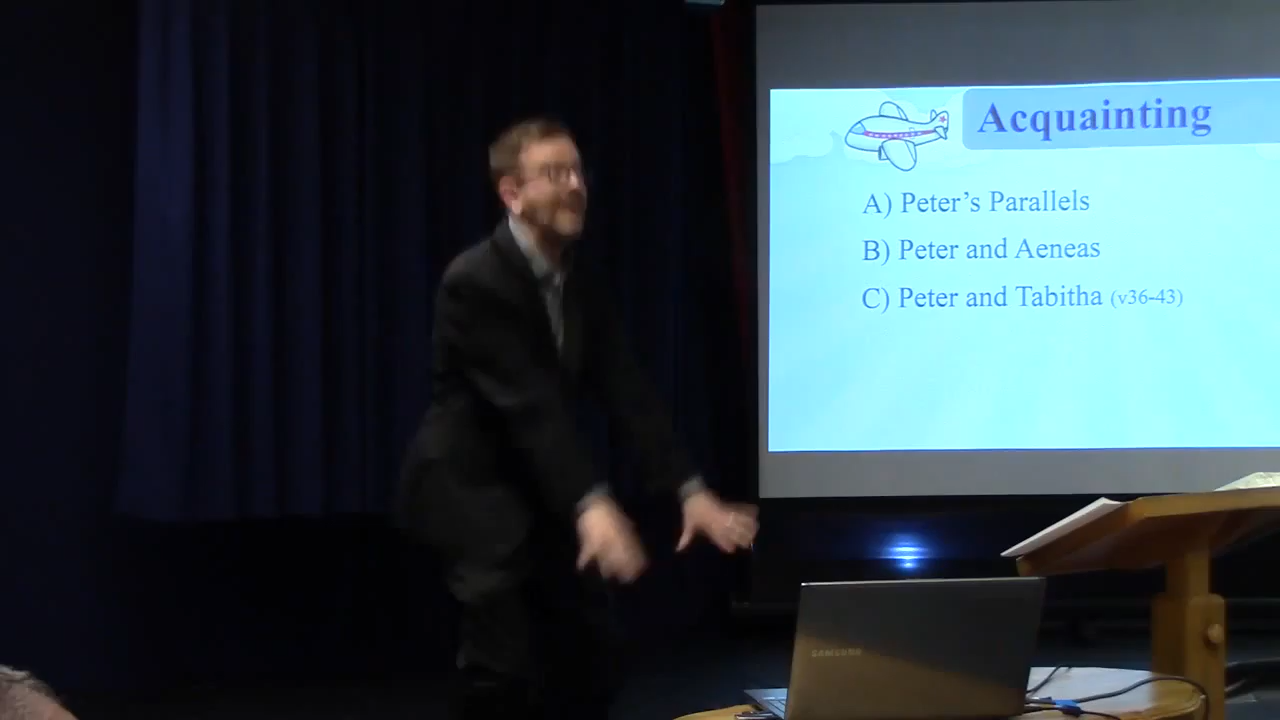 Acquainting
A) Peter's Parallels
B) Peter and Aeneas
C) Peter and Tabitha (v36-43)
SAMSUNG